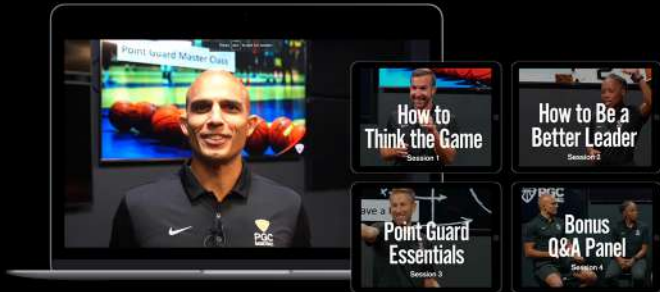 Point Guard Master Class
PGC
How to
Think the Game
Session 1
How to Be a
Better Leader
Session 2
Point Guard
Essentials
Session 3
PGC
Bonus
Q&A Panel
Session 4